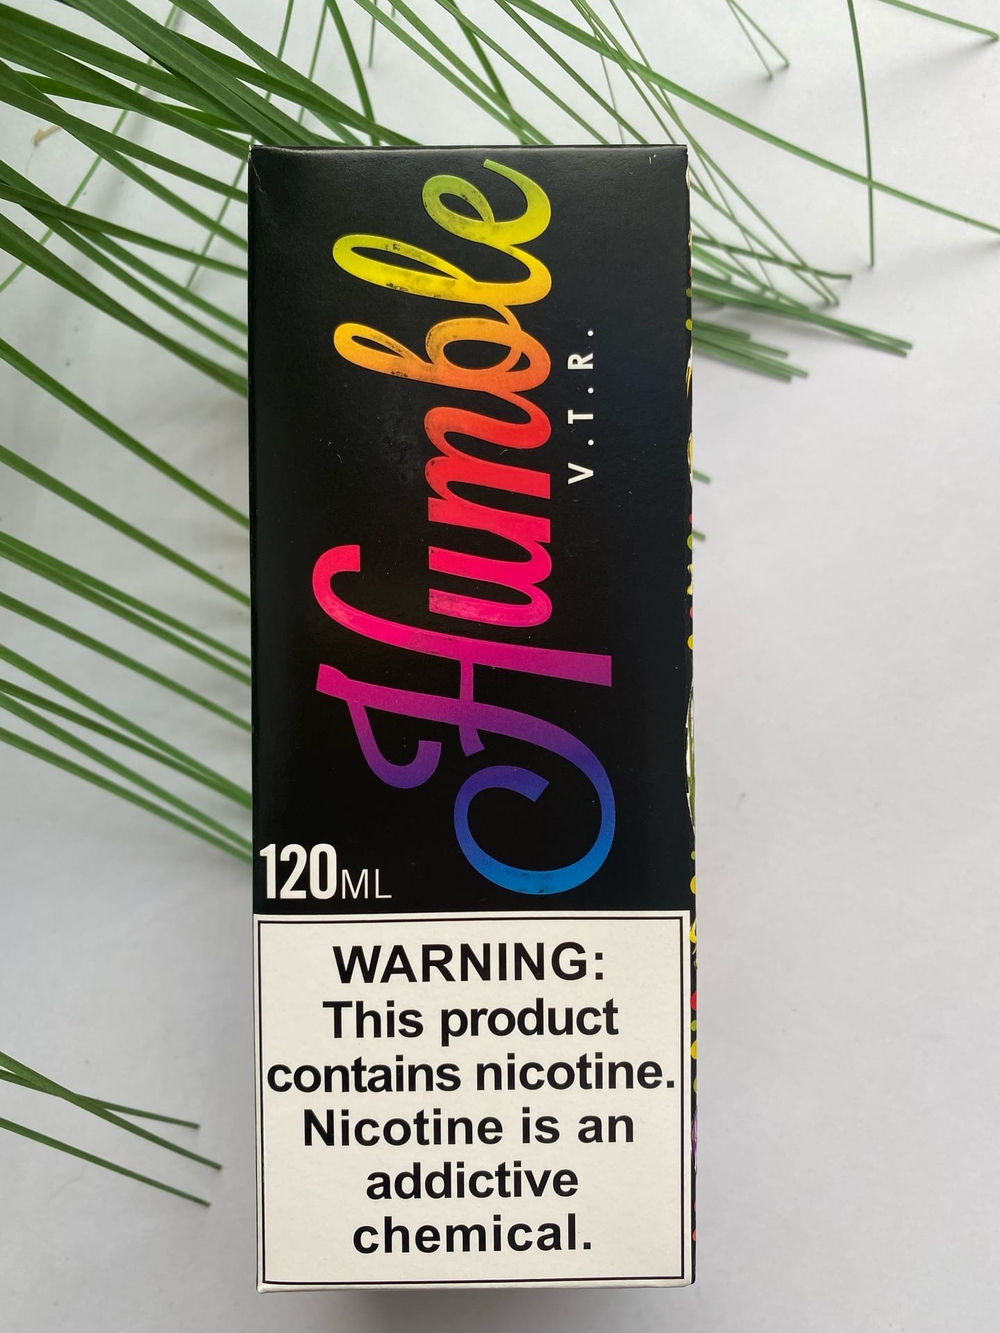 Humble
V.T.R.
120ML
WARNING:
This product
contains nicotine.
Nicotine is an
addictive
chemical.